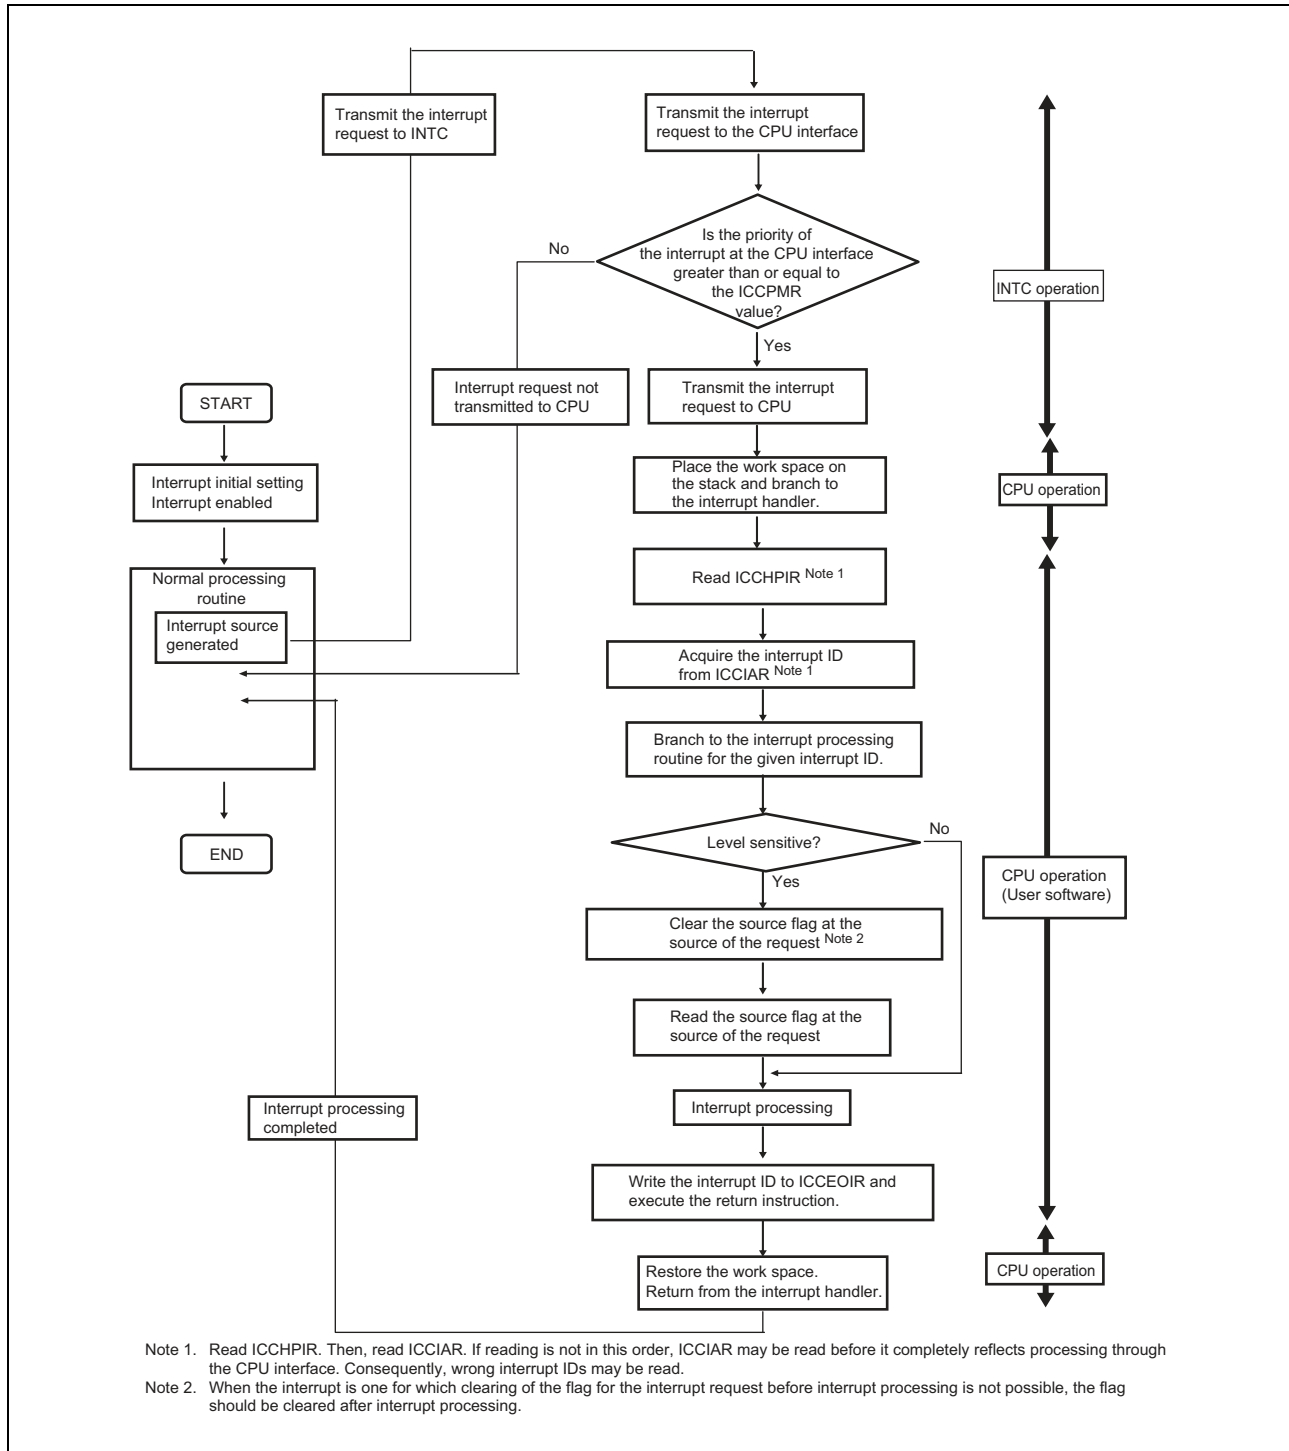 Transmit the interrupt
request to INTC
Transmit the interrupt
request to the CPU interface
Is the priority of
the interrupt at the CPU interface
greater than or equal to
the ICCPMR
value?
No
Yes
INTC operation
Interrupt request not
transmitted to CPU
Transmit the interrupt
request to CPU
START
Interrupt initial setting
Interrupt enabled
Place the work space on
the stack and branch to
the interrupt handler.
CPU operation
Normal processing
routine
Interrupt source
generated
Read ICCHPIR Note 1
Acquire the interrupt ID
from ICCIAR Note 1
Branch to the interrupt processing
routine for the given interrupt ID.
END
Level sensitive?
No
Yes
CPU operation
(User software)
Clear the source flag at the
source of the request Note 2
Read the source flag at the
source of the request
Interrupt processing
completed
Interrupt processing
Write the interrupt ID to ICCEOIR and
execute the return instruction.
Restore the work space.
Return from the interrupt handler.
CPU operation
Note 1. Read ICCHPIR. Then, read ICCIAR. If reading is not in this order, ICCIAR may be read before it completely reflects processing through
the CPU interface. Consequently, wrong interrupt IDs may be read.
Note 2. When the interrupt is one for which clearing of the flag for the interrupt request before interrupt processing is not possible, the flag
should be cleared after interrupt processing.